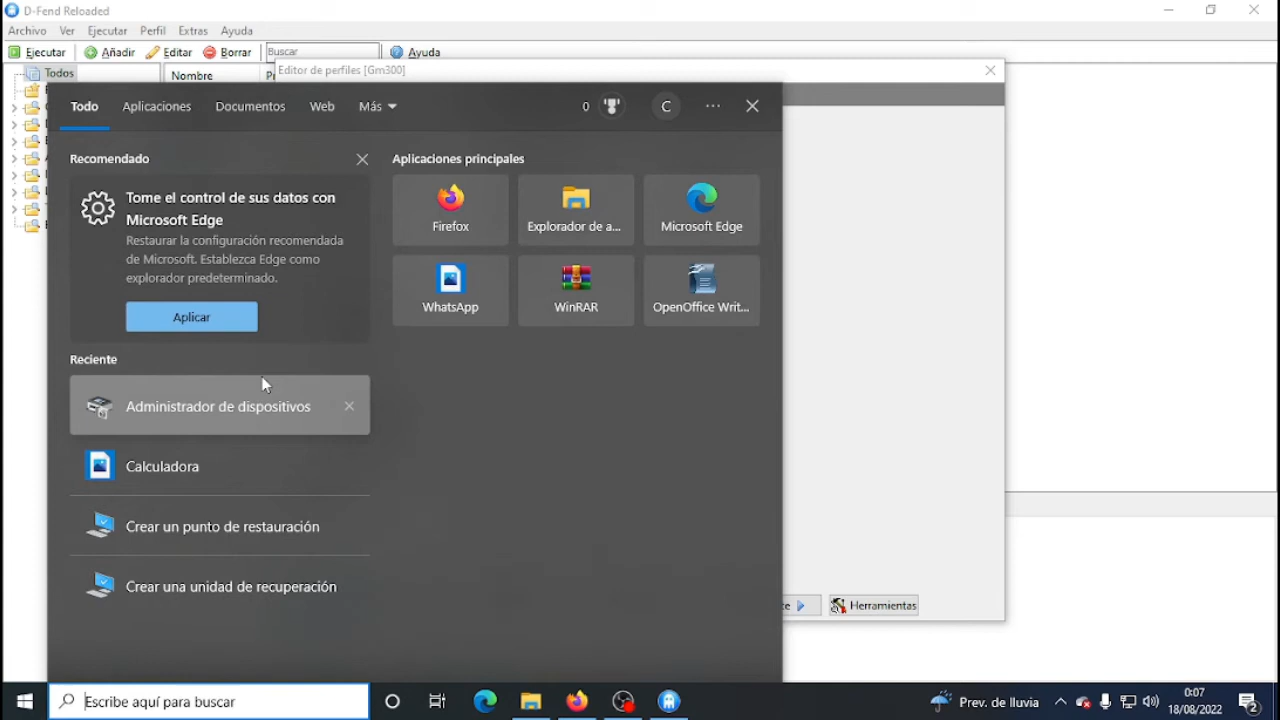 D-Fend Reloaded
Archivo Ver Ejecutar Perfil Extras Ayuda
Ejecutar Añadir Editar Borrar Buscar Ayuda
Todos Nombre
Editor de perfiles [Gm300]
Todo Aplicaciones Documentos Web Más 0 C
Recomendado
Tome el control de sus datos con
Microsoft Edge
Restaurar la configuración recomendada
de Microsoft. Establezca Edge como
explorador predeterminado.
Aplicar
Reciente
Administrador de dispositivos
Calculadora
Crear un punto de restauración
Crear una unidad de recuperación
Aplicaciones principales
Firefox Explorador de a... Microsoft Edge
WhatsApp WinRAR OpenOffice Writ...
Herramientas
Escribe aquí para buscar
Prev. de lluvia
0:07
18/08/2022
2